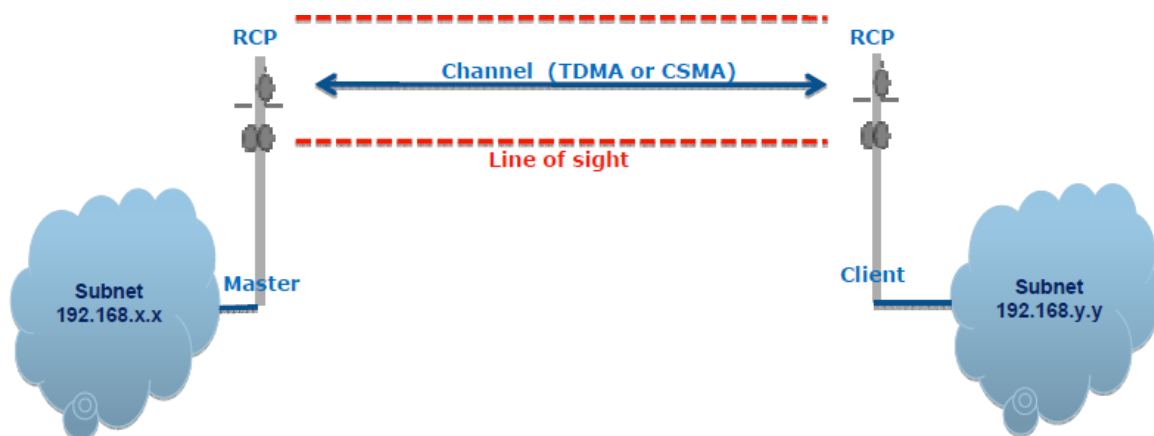 RCP
RCP
Channel (TDMA or CSMA)
Line of sight
Master
Client
Subnet
192.168.x.x
Subnet
192.168.y.y